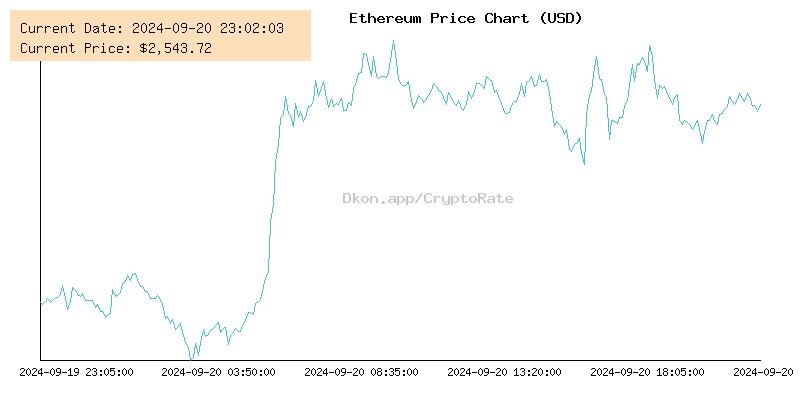 Ethereum Price Chart (USD)
Current Date: 2024-09-20 23:02:03
Current Price: $2,543.72
Dkon.app/CryptoRate
2024-09-19 23:05:00 2024-09-20 03:50:00 2024-09-20 08:35:00 2024-09-20 13:20:00 2024-09-20 18:05:00 2024-09-20